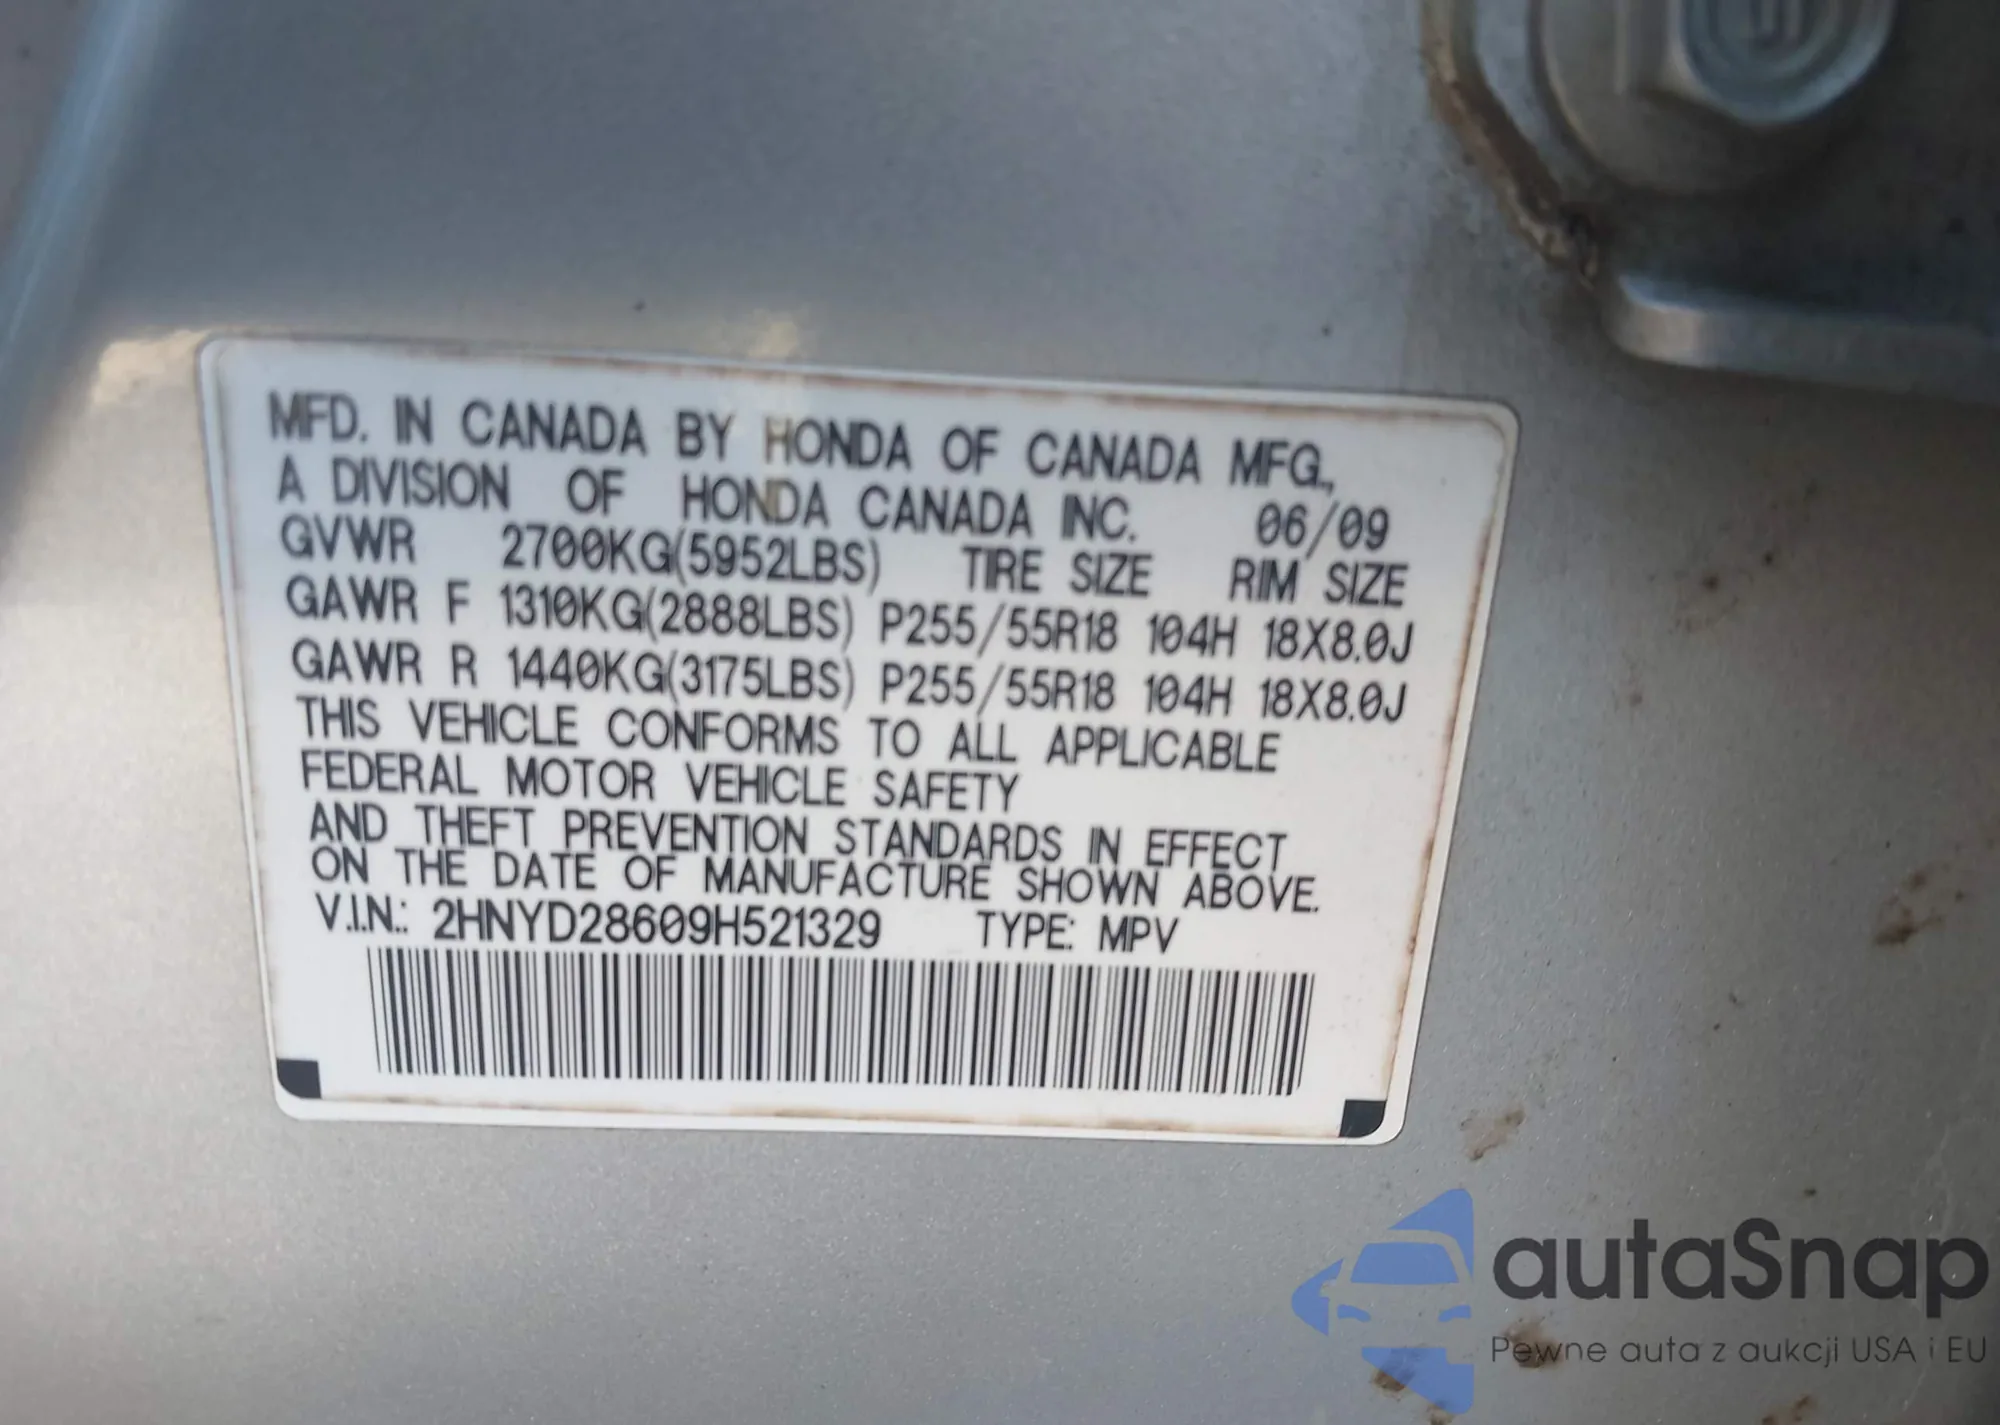 MFD. IN CANADA BY HONDA OF CANADA MFG.,
A DIVISION OF HONDA CANADA INC. 06/09
GVWR 2700KG(5952LBS) TIRE SIZE RIM SIZE
GAWR F 1310KG(2888LBS) P255/55R18 104H 18X8.0J
GAWR R 1440KG(3175LBS) P255/55R18 104H 18X8.0J
THIS VEHICLE CONFORMS TO ALL APPLICABLE
FEDERAL MOTOR VEHICLE SAFETY
AND THEFT PREVENTION STANDARDS IN EFFECT
ON THE DATE OF MANUFACTURE SHOWN ABOVE.
V.I.N.: 2HNYD28609H521329 TYPE: MPV
autaSnap
Pewne auta z aukcji USA i EU